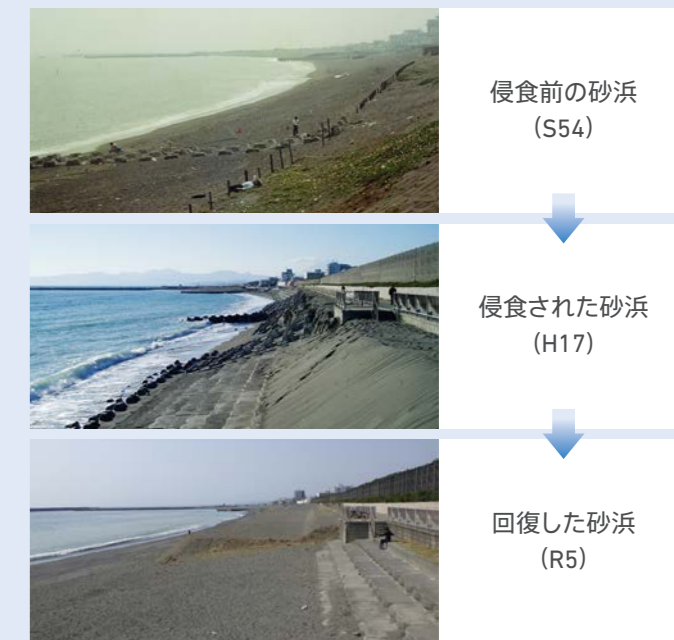 侵食前の砂浜
(S54)
侵食された砂浜
(H17)
回復した砂浜
(R5)